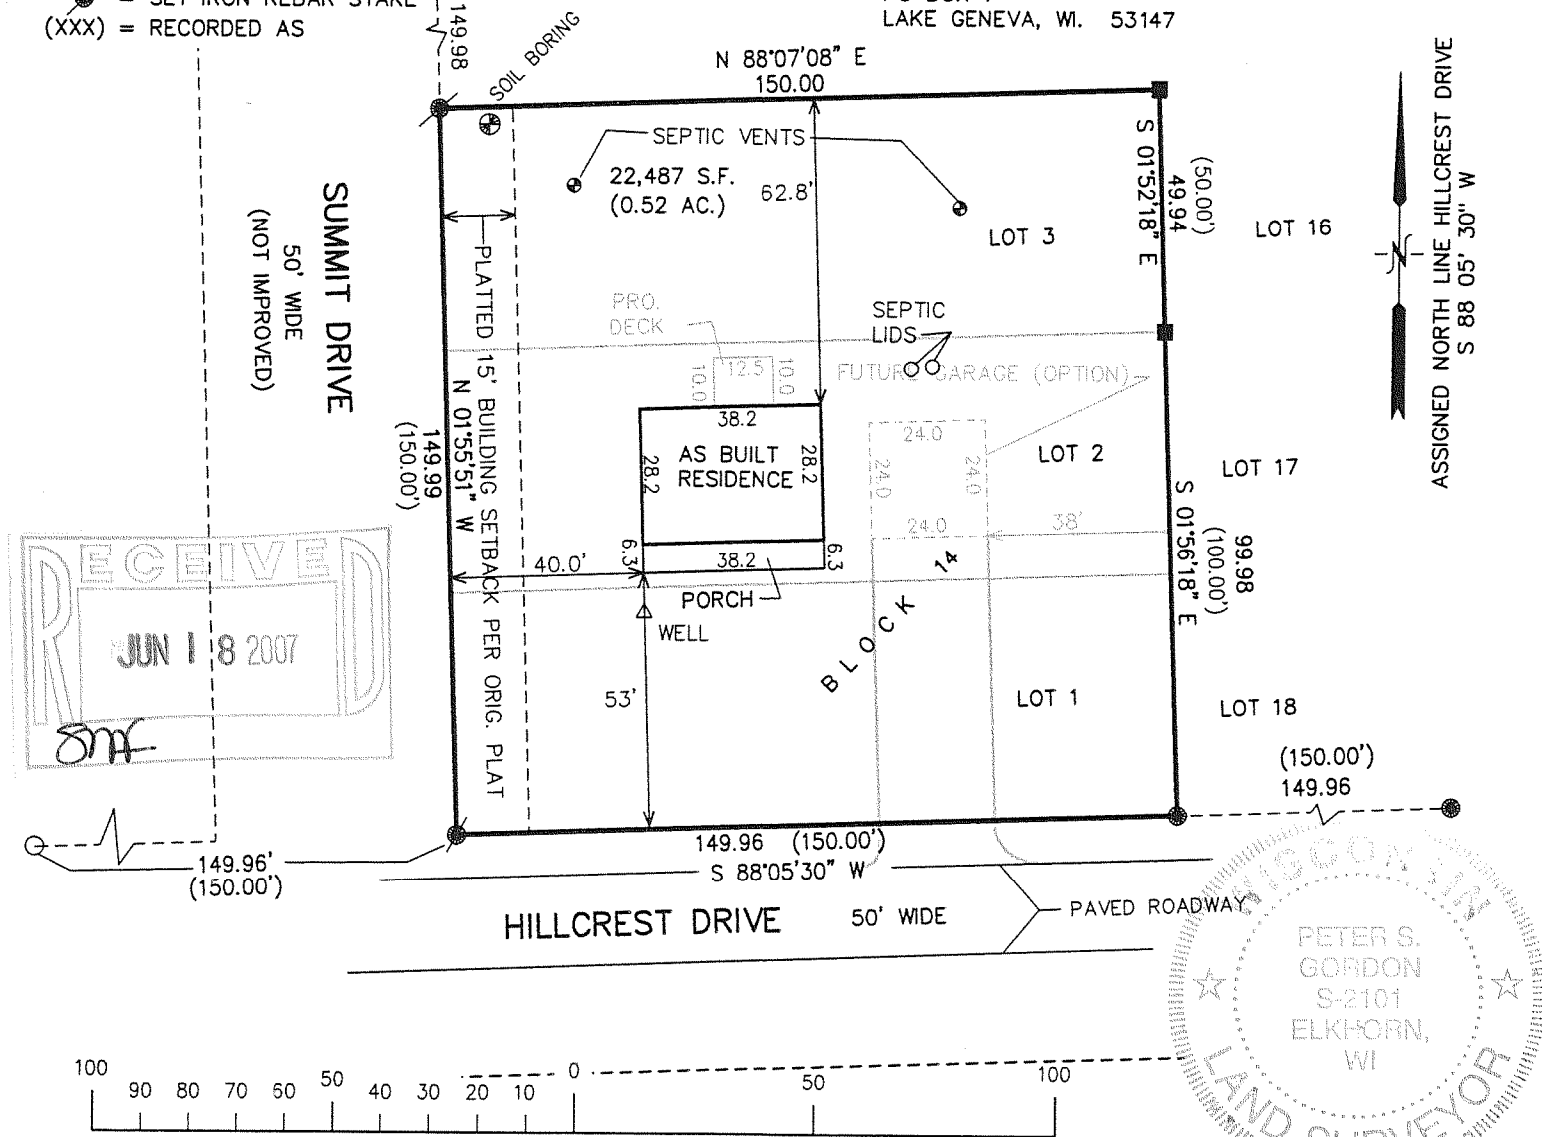 = SET IRON REBAR STAKE
(XXX) = RECORDED AS
149.98
SOIL BORING
LAKE GENEVA, WI. 53147
N 88°07'08" E
150.00
SEPTIC VENTS
22,487 S.F.
(0.52 AC.)
62.8'
S 01°52'18" E
49.94
(50.00')
LOT 3
LOT 16
ASSIGNED NORTH LINE HILLCREST DRIVE
S 88 05' 30" W
N
SUMMIT DRIVE
50' WIDE
(NOT IMPROVED)
PLATTED 15' BUILDING SETBACK PER ORIG. PLAT
N 01°55'51" W
149.99
(150.00')
PRO.
DECK
10.0
12.5
10.0
SEPTIC
LIDS
FUTURE GARAGE (OPTION)
38.2
28.2
AS BUILT
RESIDENCE
28.2
24.0
24.0
24.0
24.0
38'
LOT 2
LOT 17
S 01°56'18" E
99.98
(100.00')
6.3
38.2
6.3
40.0'
PORCH
WELL
BLOCK 14
53'
LOT 1
LOT 18
(150.00')
149.96
RECEIVED
JUN 18 2007
149.96'
(150.00')
149.96 (150.00')
S 88°05'30" W
HILLCREST DRIVE 50' WIDE
PAVED ROADWAY
WISCONSIN
PETER S.
GORDON
S-2101
ELKHORN,
WI
LAND SURVEYOR
100 90 80 70 60 50 40 30 20 10 0 50 100